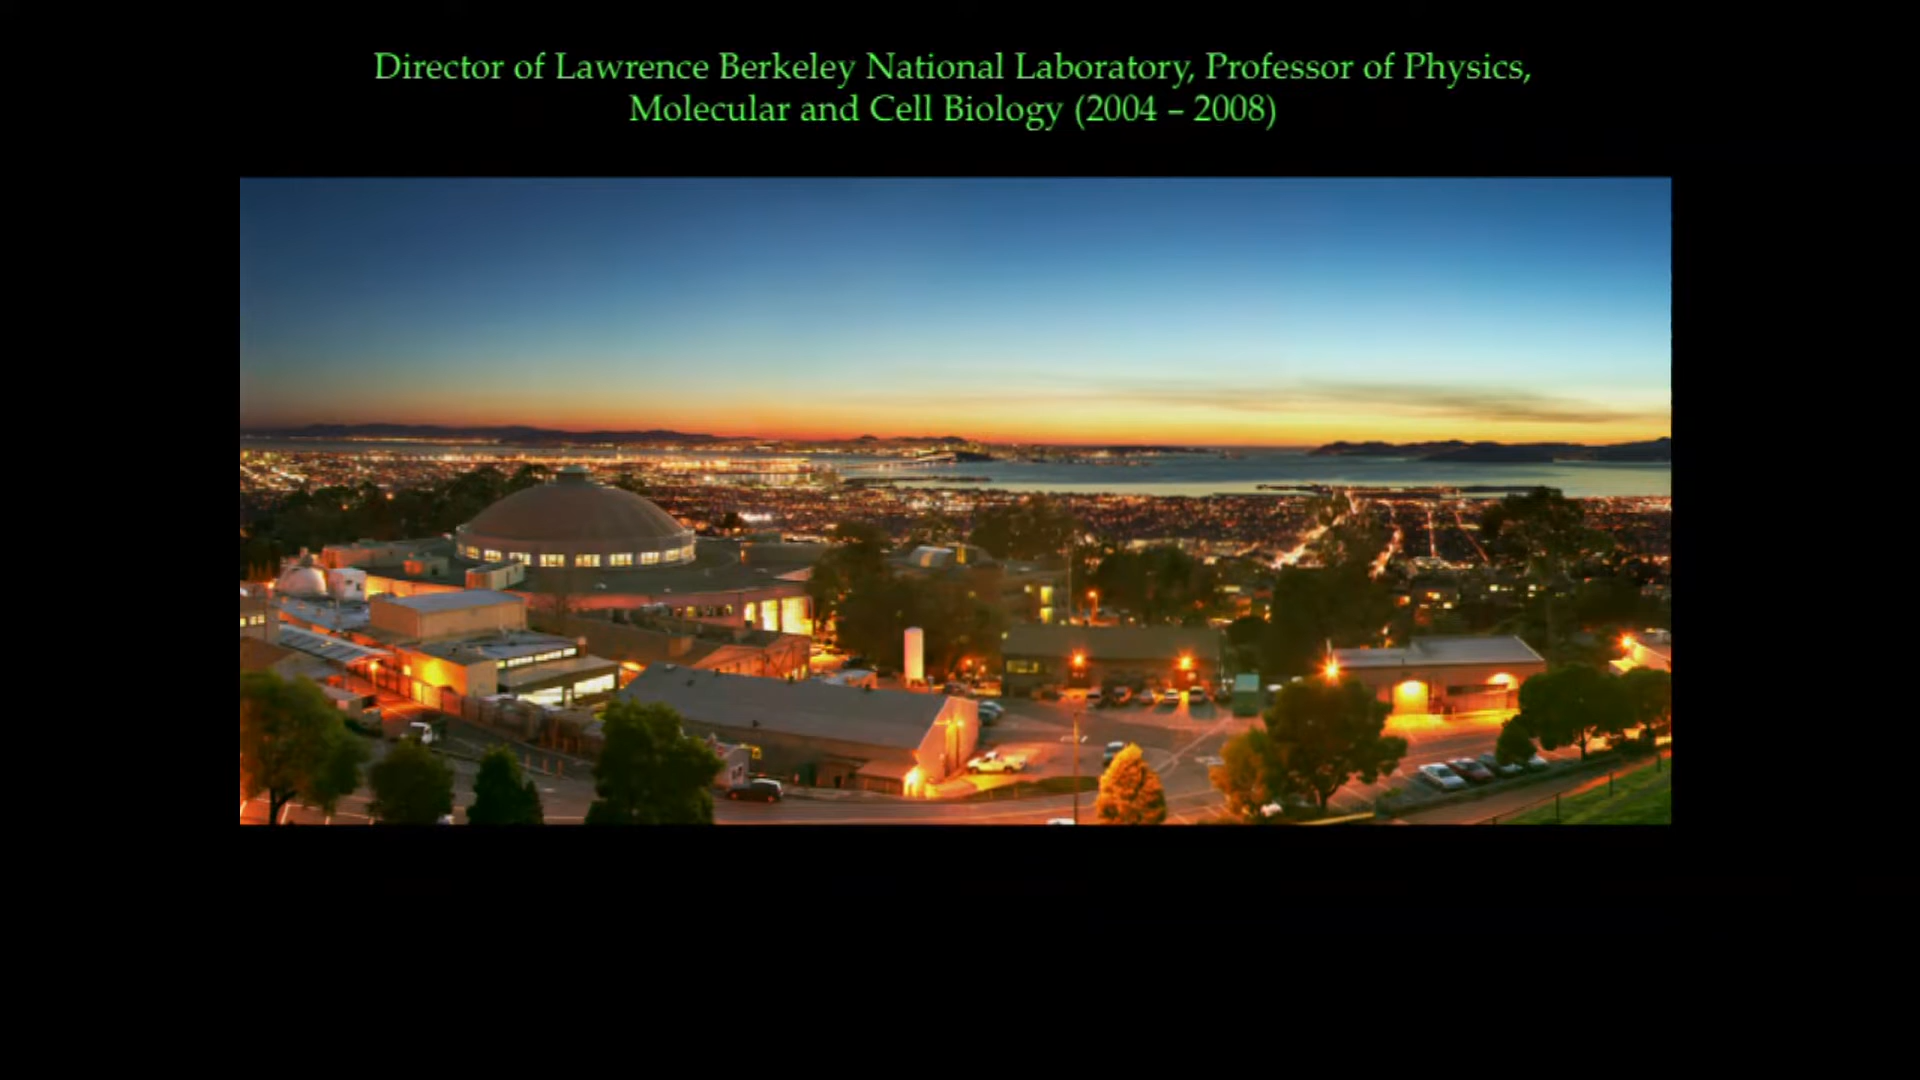 Director of Lawrence Berkeley National Laboratory, Professor of Physics,
Molecular and Cell Biology (2004 – 2008)